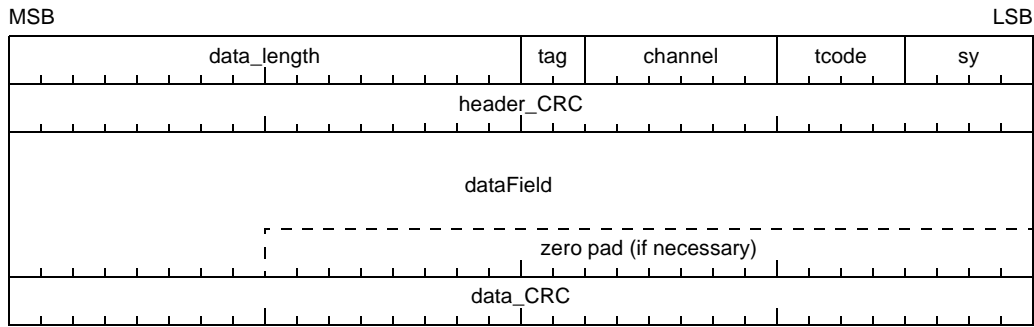 MSB LSB
data_length tag channel tcode sy
header_CRC
dataField
zero pad (if necessary)
data_CRC